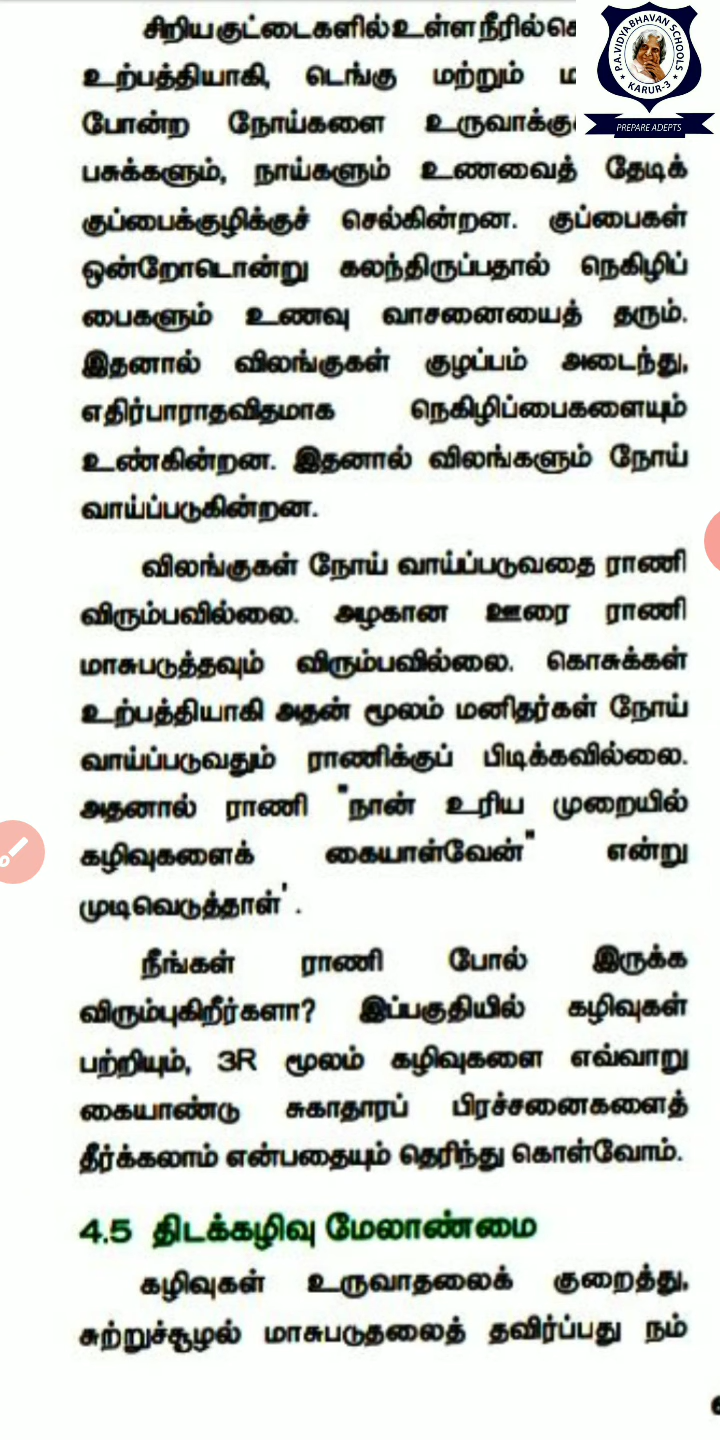 சிறிய குட்டைகளில் உள்ள நீரில்
உற்பத்தியாகி, டெங்கு மற்றும்
போன்ற நோய்களை
பசுக்களும், நாய்களும் உணவைத் தேடிக்
குப்பைக்குழிக்குச் செல்கின்றன. குப்பைகள்
ஒன்றோடொன்று கலந்திருப்பதால் நெகிழிப்
பைகளும் உணவு வாசனையைத் தரும்.
இதனால் விலங்குகள் குழப்பம் அடைந்து,
எதிர்பாராதவிதமாக நெகிழிப்பைகளையும்
உண்கின்றன. இதனால் விலங்களும் நோய்
வாய்ப்படுகின்றன.
விலங்குகள் நோய் வாய்ப்படுவதை ராணி
விரும்பவில்லை. அழகான ஊரை ராணி
மாசுபடுத்தவும் விரும்பவில்லை. கொசுக்கள்
உற்பத்தியாகி அதன் மூலம் மனிதர்கள் நோய்
வாய்ப்படுவதும் ராணிக்குப் பிடிக்கவில்லை.
அதனால் ராணி "நான் உரிய முறையில்
கழிவுகளைக் கையாள்வேன்" என்று
முடிவெடுத்தாள்'.
நீங்கள் ராணி போல் இருக்க
விரும்புகிறீர்களா? இப்பகுதியில் கழிவுகள்
பற்றியும், 3R மூலம் கழிவுகளை எவ்வாறு
கையாண்டு சுகாதாரப் பிரச்சனைகளைத்
தீர்க்கலாம் என்பதையும் தெரிந்து கொள்வோம்.
4.5 திடக்கழிவு மேலாண்மை
கழிவுகள் உருவாதலைக் குறைத்து,
சுற்றுச்சூழல் மாசுபடுதலைத் தவிர்ப்பது நம்
P.A.VIDYA BHAVAN SCHOOLS
KARUR-3
PREPARE ADEPTS